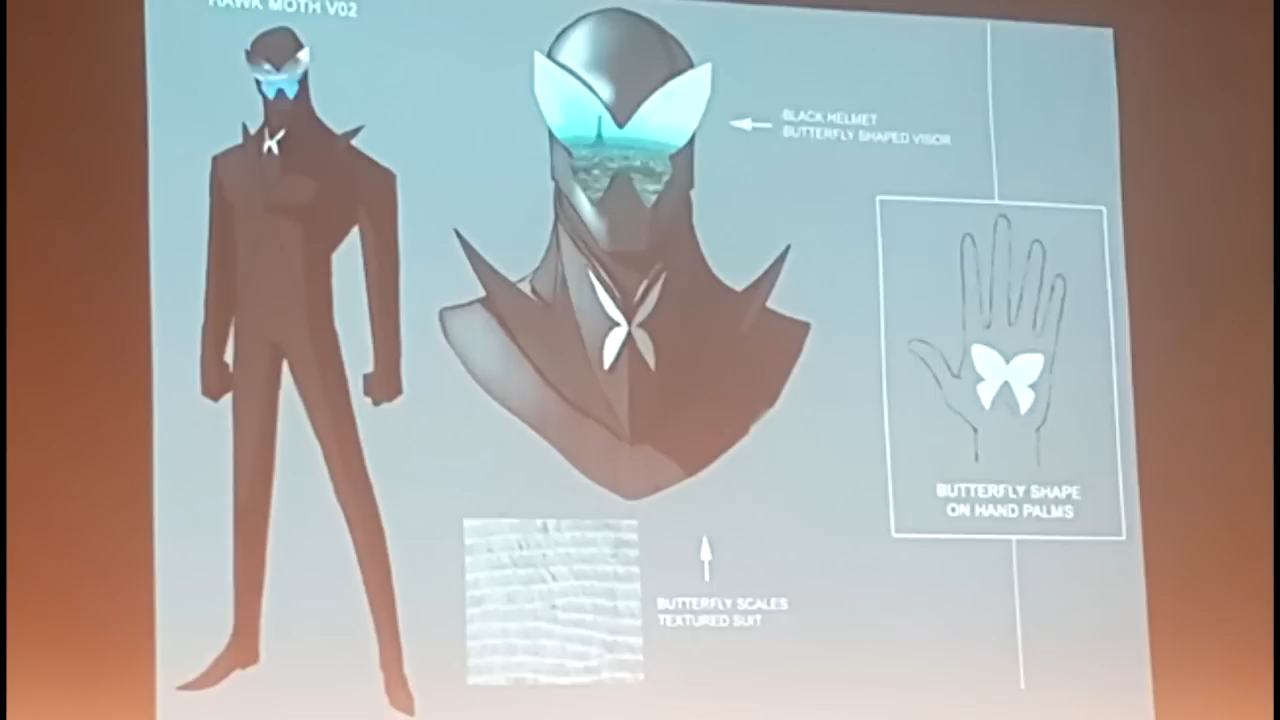 HAWK MOTH V02
BLACK HELMET
BUTTERFLY SHAPED VISOR
BUTTERFLY SHAPE
ON HAND PALMS
BUTTERFLY SCALES
TEXTURED SUIT